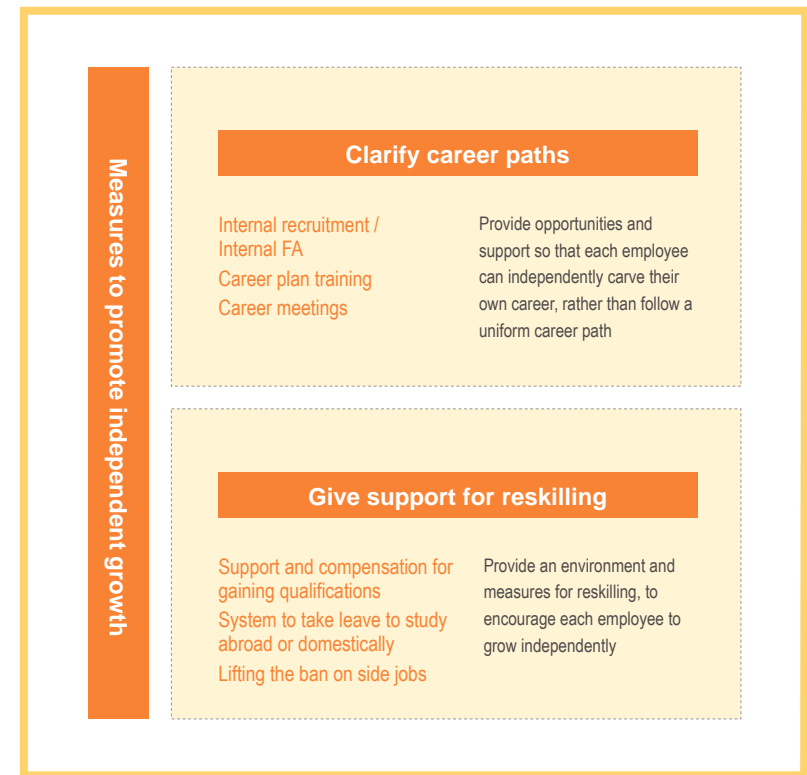 Measures to promote independent growth
Clarify career paths
Internal recruitment /
Internal FA
Career plan training
Career meetings
Provide opportunities and
support so that each employee
can independently carve their
own career, rather than follow a
uniform career path
Give support for reskilling
Support and compensation for
gaining qualifications
System to take leave to study
abroad or domestically
Lifting the ban on side jobs
Provide an environment and
measures for reskilling, to
encourage each employee to
grow independently